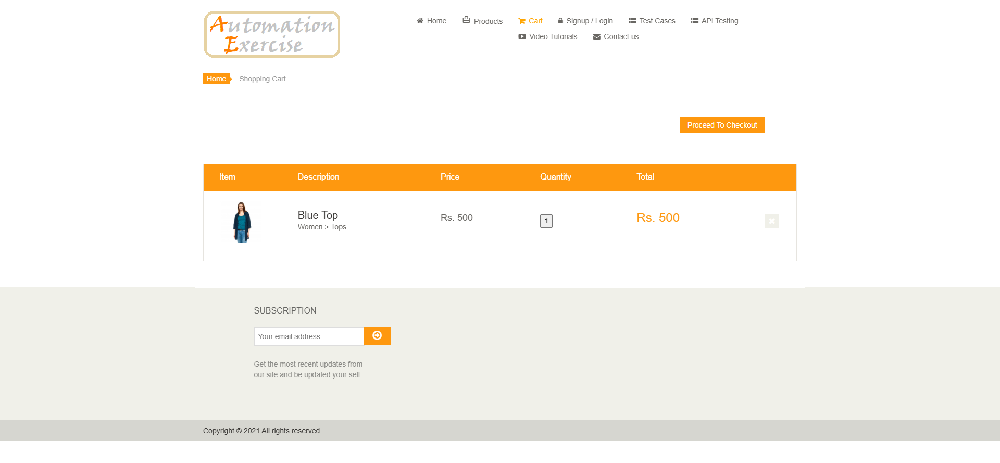 Automation
Exercise
Home Products Cart Signup / Login Test Cases API Testing
Video Tutorials Contact us
Home Shopping Cart
Proceed To Checkout
Item Description Price Quantity Total
Blue Top Rs. 500 1 Rs. 500
Women > Tops
SUBSCRIPTION
Your email address
Get the most recent updates from
our site and be updated your self...
Copyright © 2021 All rights reserved